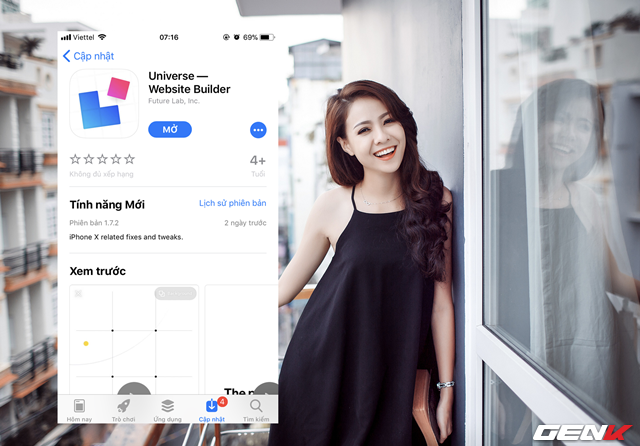 Viettel 07:16 69%
Cập nhật
Universe —
Website Builder
Future Lab, Inc.
MỞ
4+
Không đủ xếp hạng
Tuổi
Tính năng Mới
Lịch sử phiên bản
Phiên bản 1.7.2
2 ngày trước
iPhone X related fixes and tweaks.
Xem trước
The
4
Hôm nay
Trò chơi
Ứng dụng
Cập nhật
Tìm kiếm
GENK